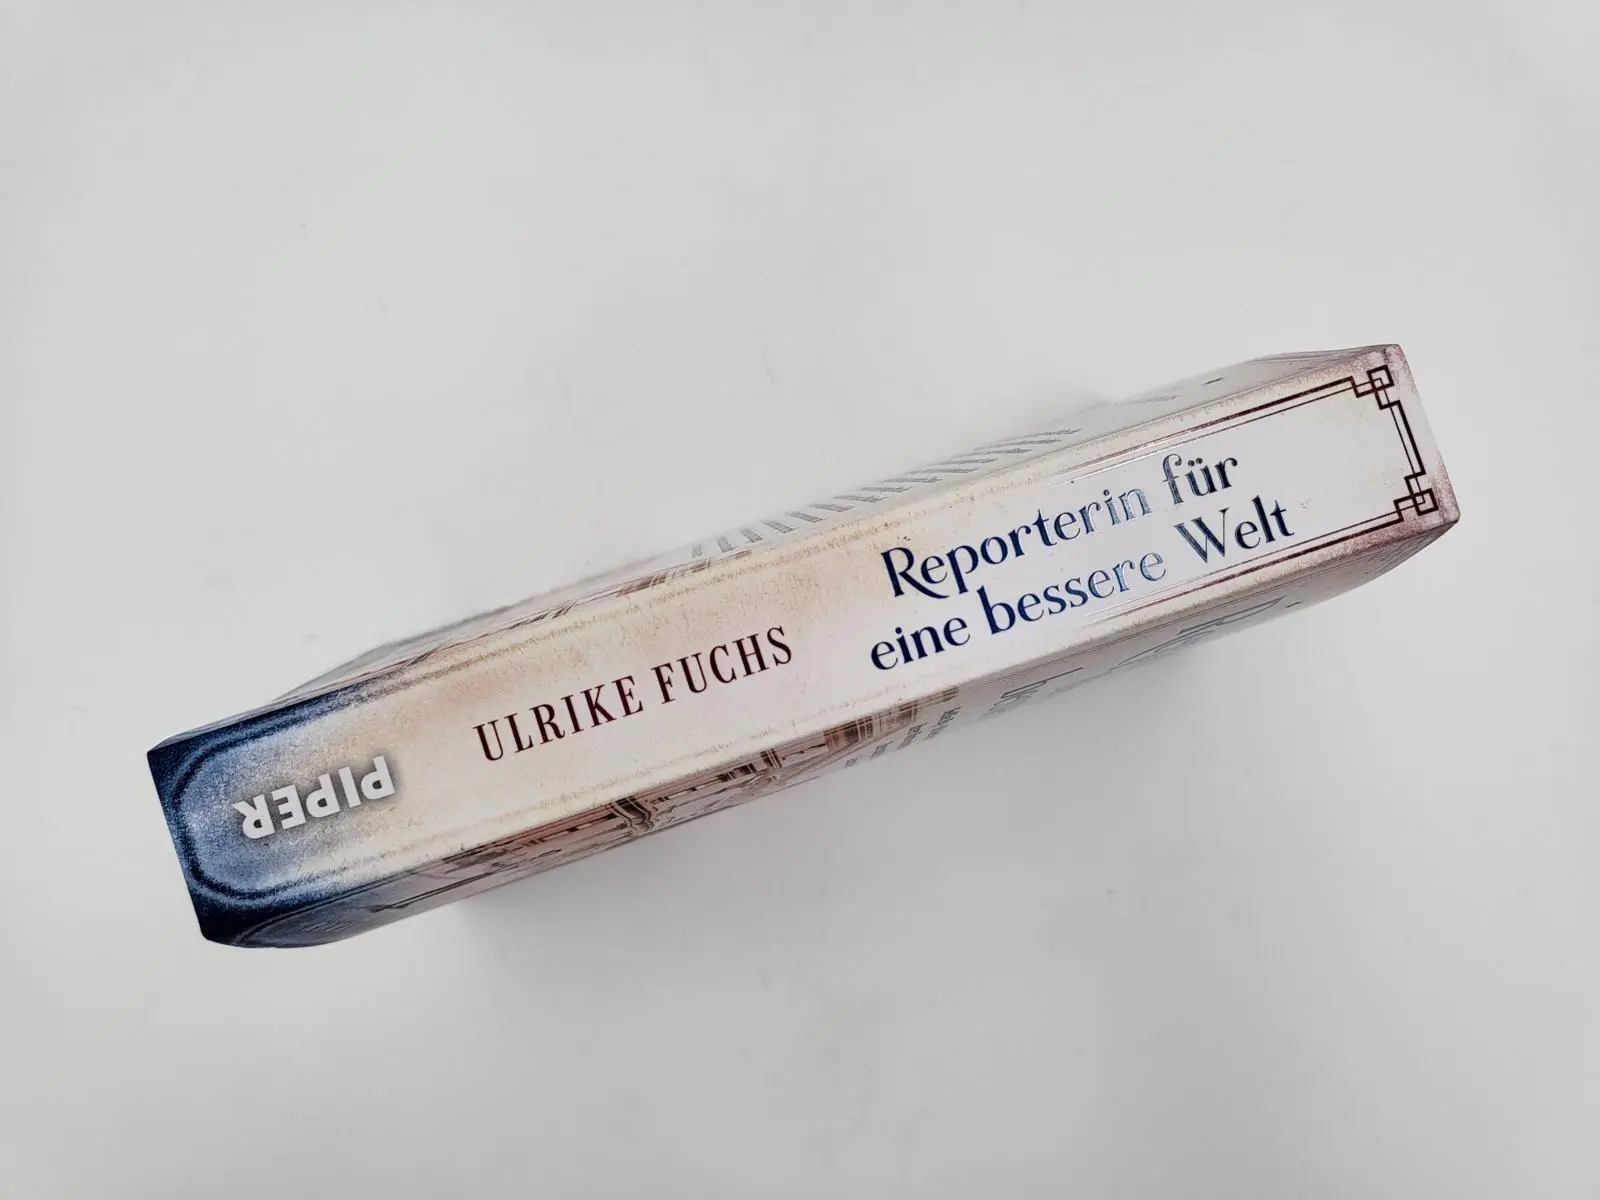 Reporterin für
eine bessere Welt
ULRIKE FUCHS
PIPER